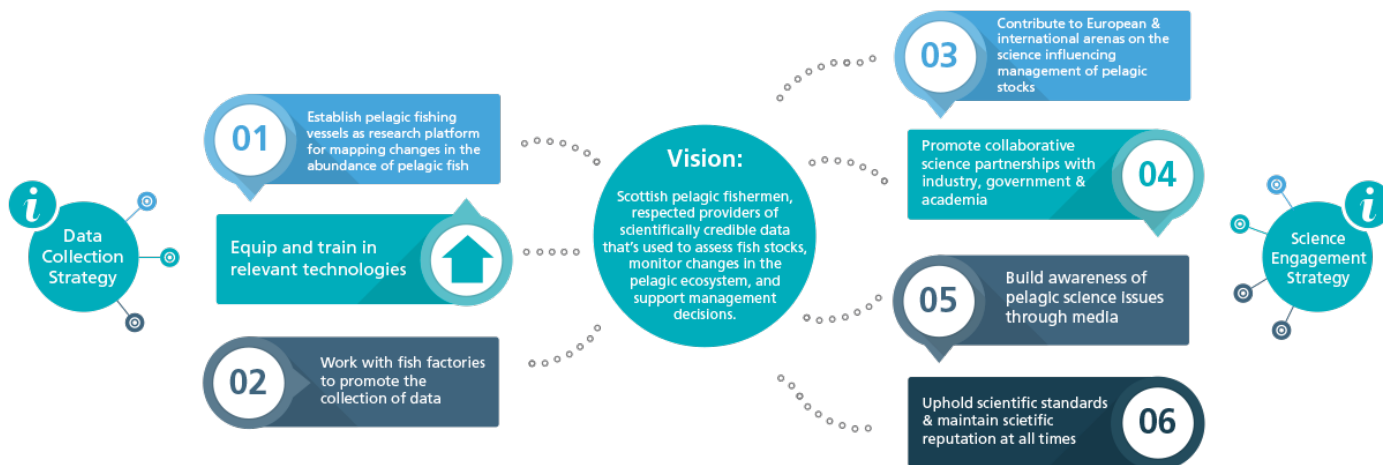 i
Data
Collection
Strategy
01
Establish pelagic fishing
vessels as research platform
for mapping changes in the
abundance of pelagic fish
Equip and train in
relevant technologies
02
Work with fish factories
to promote the
collection of data
Vision:
Scottish pelagic fishermen,
respected providers of
scientifically credible data
that's used to assess fish stocks,
monitor changes in the
pelagic ecosystem, and
support management
decisions.
03
Contribute to European &
international arenas on the
science influencing
management of pelagic
stocks
Promote collaborative
science partnerships with
industry, government &
academia
04
05
Build awareness of
pelagic science issues
through media
Uphold scientific standards
& maintain scietific
reputation at all times
06
i
Science
Engagement
Strategy